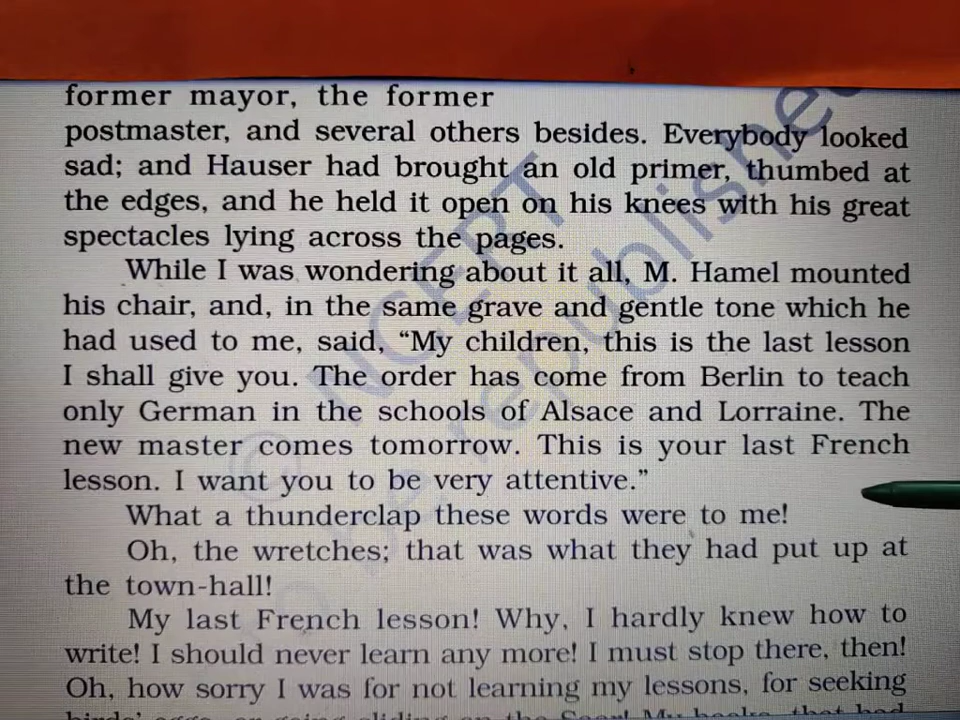 former mayor, the former
postmaster, and several others besides. Everybody looked
sad; and Hauser had brought an old primer, thumbed at
the edges, and he held it open on his knees with his great
spectacles lying across the pages.
While I was wondering about it all, M. Hamel mounted
his chair, and, in the same grave and gentle tone which he
had used to me, said, “My children, this is the last lesson
I shall give you. The order has come from Berlin to teach
only German in the schools of Alsace and Lorraine. The
new master comes tomorrow. This is your last French
lesson. I want you to be very attentive.”
What a thunderclap these words were to me!
Oh, the wretches; that was what they had put up at
the town-hall!
My last French lesson! Why, I hardly knew how to
write! I should never learn any more! I must stop there, then!
Oh, how sorry I was for not learning my lessons, for seeking
© NCERT
be republished